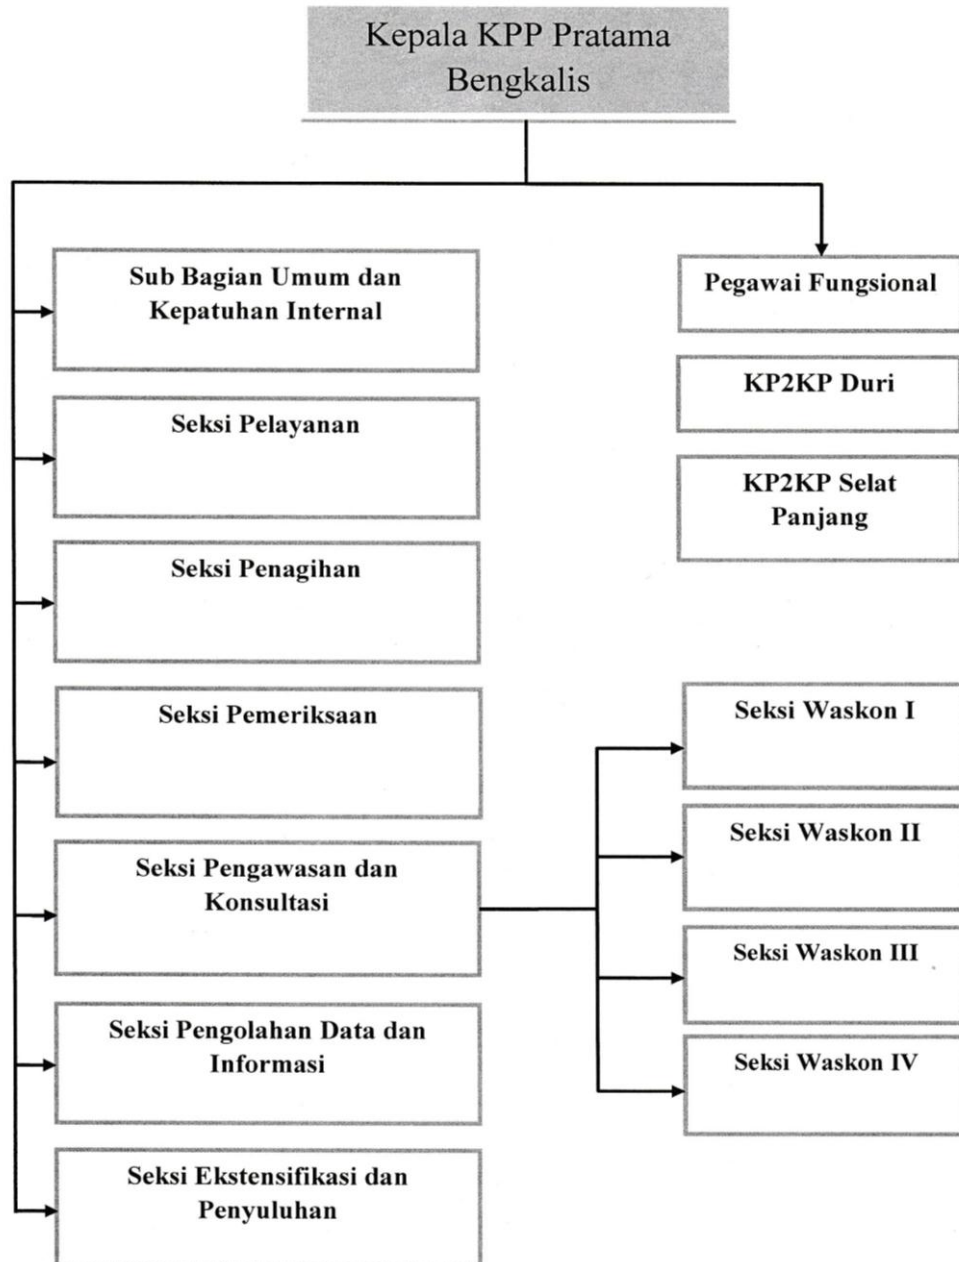 Kepala KPP Pratama
Bengkalis
Sub Bagian Umum dan
Kepatuhan Internal
Seksi Pelayanan
Seksi Penagihan
Seksi Pemeriksaan
Seksi Pengawasan dan
Konsultasi
Seksi Pengolahan Data dan
Informasi
Seksi Ekstensifikasi dan
Penyuluhan
Pegawai Fungsional
KP2KP Duri
KP2KP Selat
Panjang
Seksi Waskon I
Seksi Waskon II
Seksi Waskon III
Seksi Waskon IV